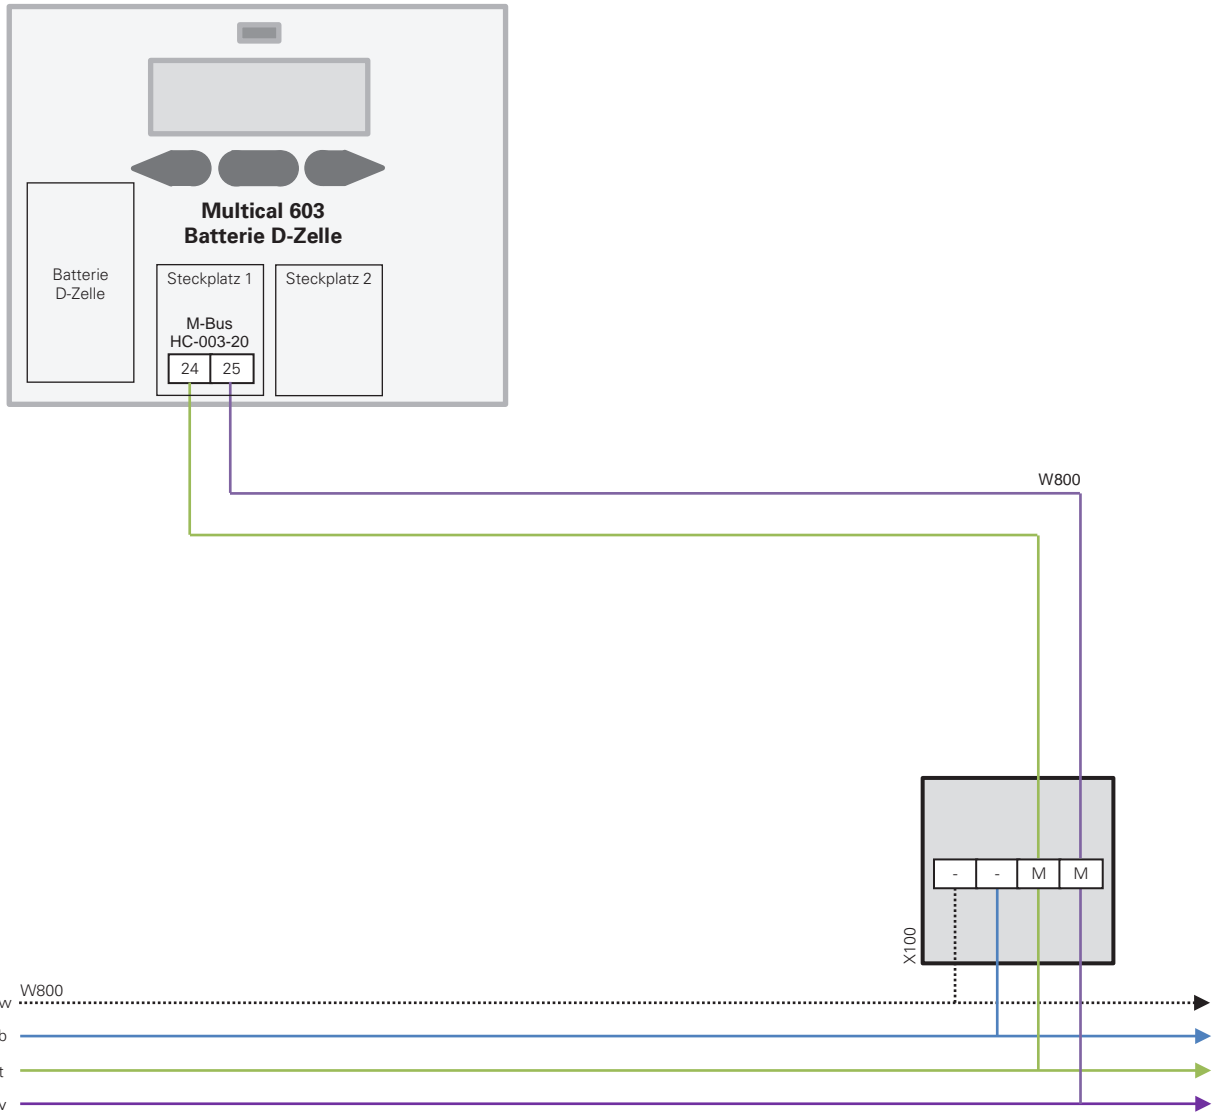 Multical 603
Batterie D-Zelle
Batterie
D-Zelle
Steckplatz 1
Steckplatz 2
M-Bus
HC-003-20
24 25
W800
- - M M
X100
W800
w
b
t
v